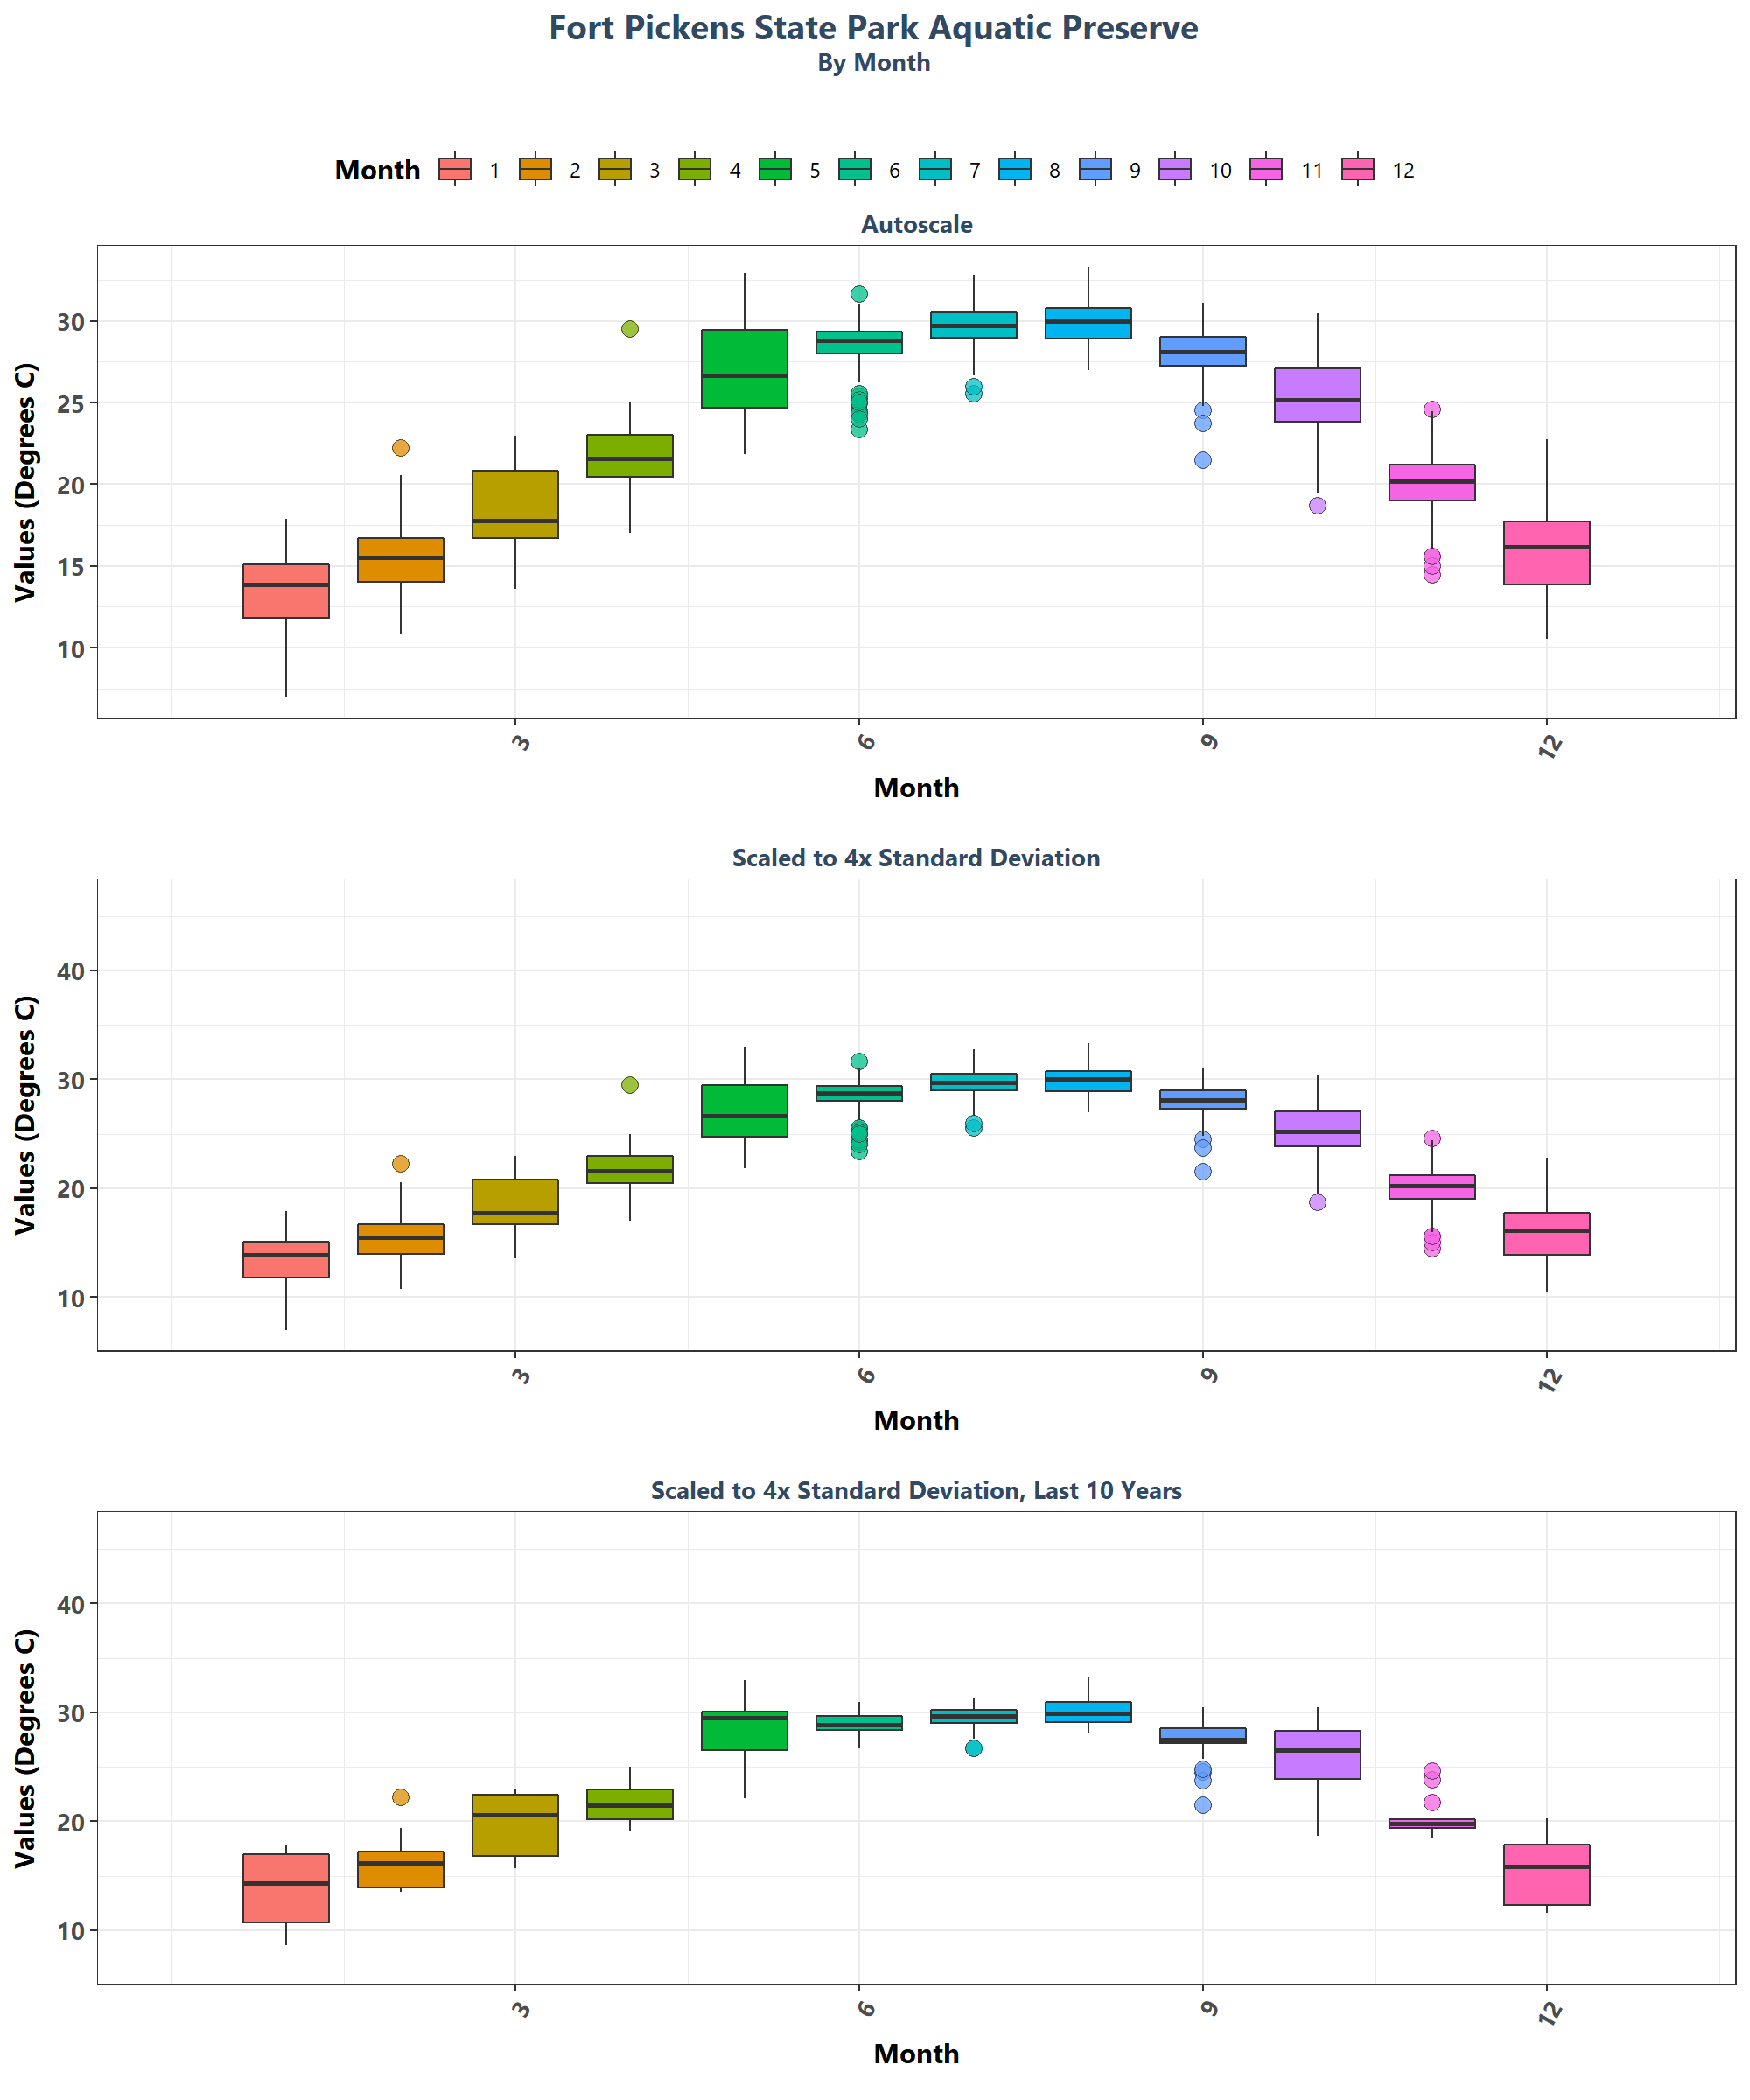 Fort Pickens State Park Aquatic Preserve
By Month
Month 1 2 3 4 5 6 7 8 9 10 11 12
Autoscale
Values (Degrees C)
30
25
20
15
10
3 6 9 12
Month
Scaled to 4x Standard Deviation
Values (Degrees C)
40
30
20
10
3 6 9 12
Month
Scaled to 4x Standard Deviation, Last 10 Years
Values (Degrees C)
40
30
20
10
3 6 9 12
Month